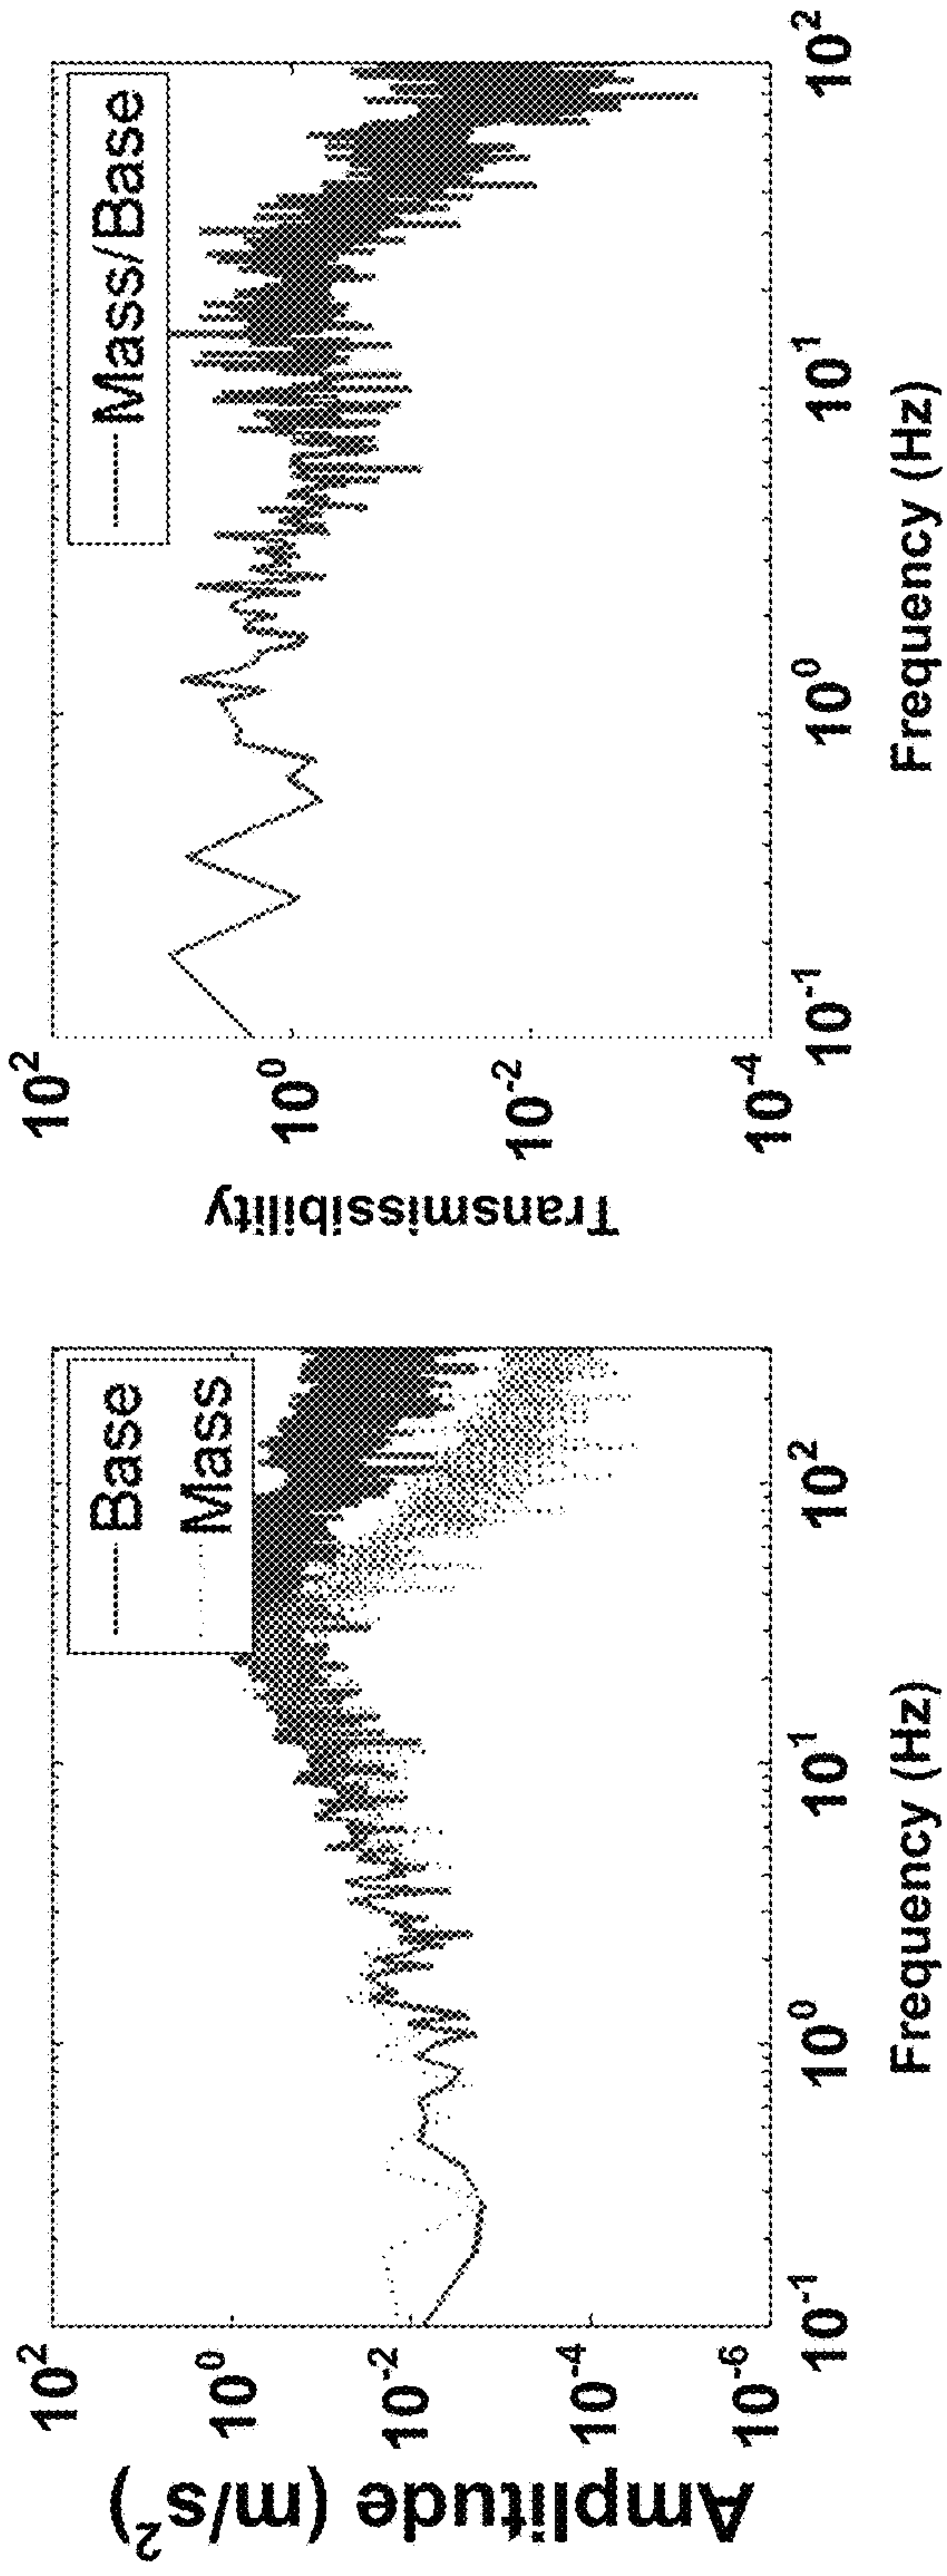 Amplitude (m/s²)
10²
10⁰
10⁻²
10⁻⁴
10⁻⁶
Base
Mass
10⁻¹
10⁰
10¹
10²
Frequency (Hz)
Transmissibility
10²
10⁰
10⁻²
10⁻⁴
Mass/Base
10⁻¹
10⁰
10¹
10²
Frequency (Hz)